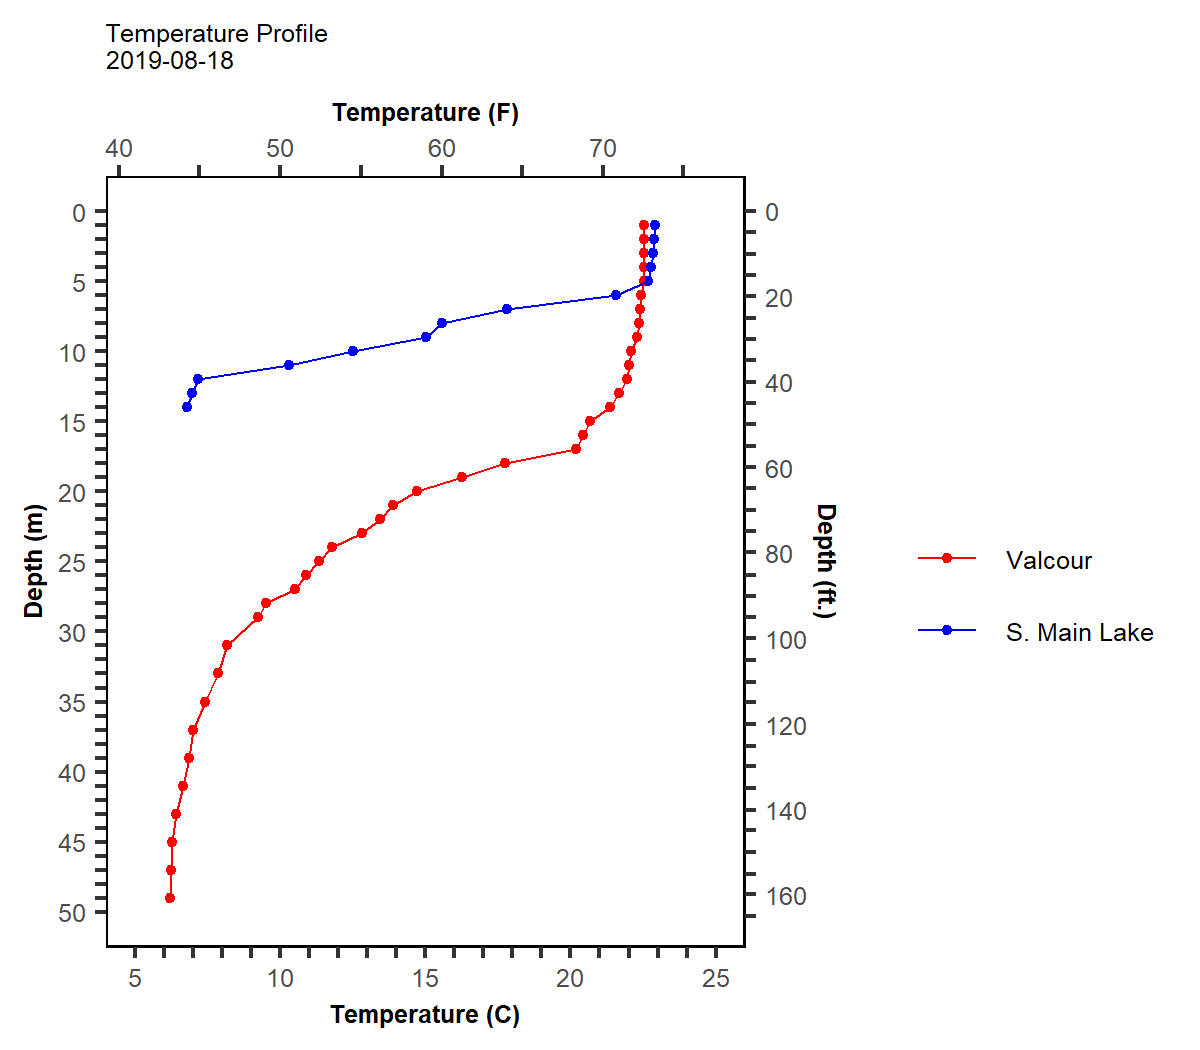 Temperature Profile
2019-08-18
Temperature (F)
40 50 60 70
0
5
10
15
20
25
30
35
40
45
50
Depth (m)
0
20
40
60
80
100
120
140
160
Depth (ft.)
5 10 15 20 25
Temperature (C)
Valcour
S. Main Lake